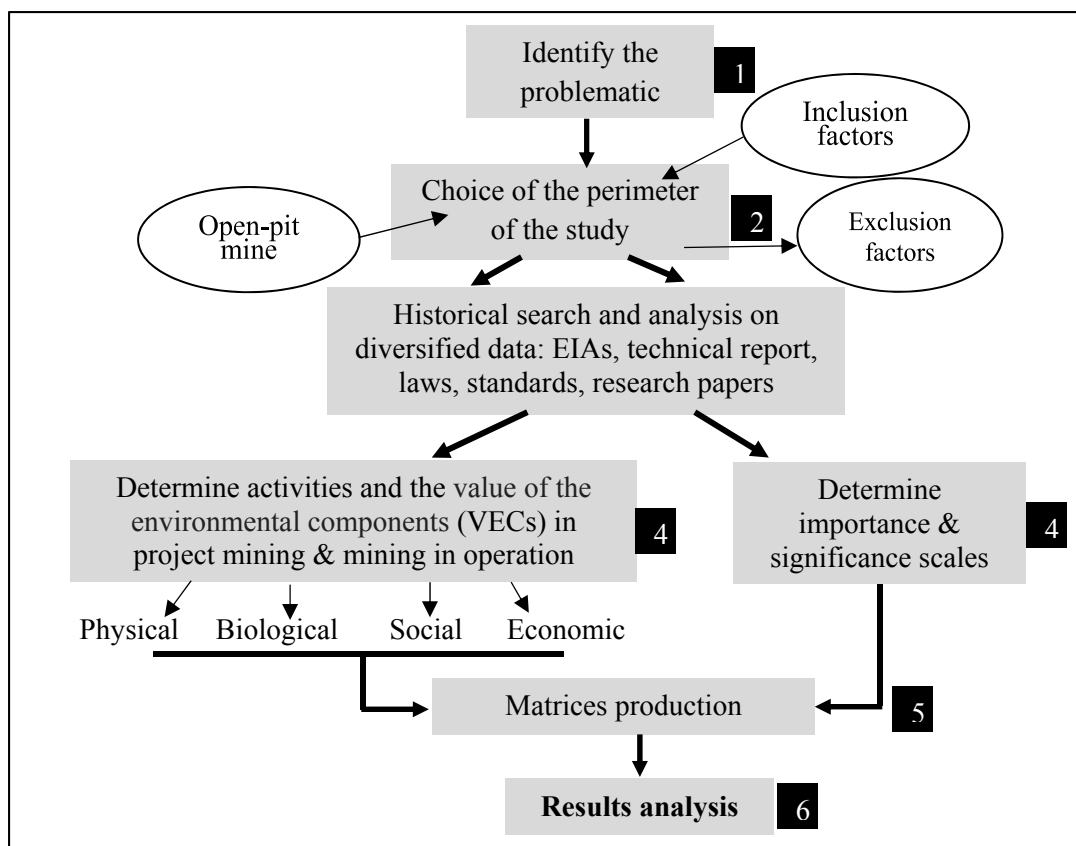 Identify the
problematic
1
Inclusion
factors
Choice of the perimeter
of the study
2
Open-pit
mine
Exclusion
factors
Historical search and analysis on
diversified data: EIAs, technical report,
laws, standards, research papers
Determine activities and the value of the
environmental components (VECs) in
project mining & mining in operation
4
Determine
importance &
significance scales
4
Physical
Biological
Social
Economic
Matrices production
5
Results analysis
6